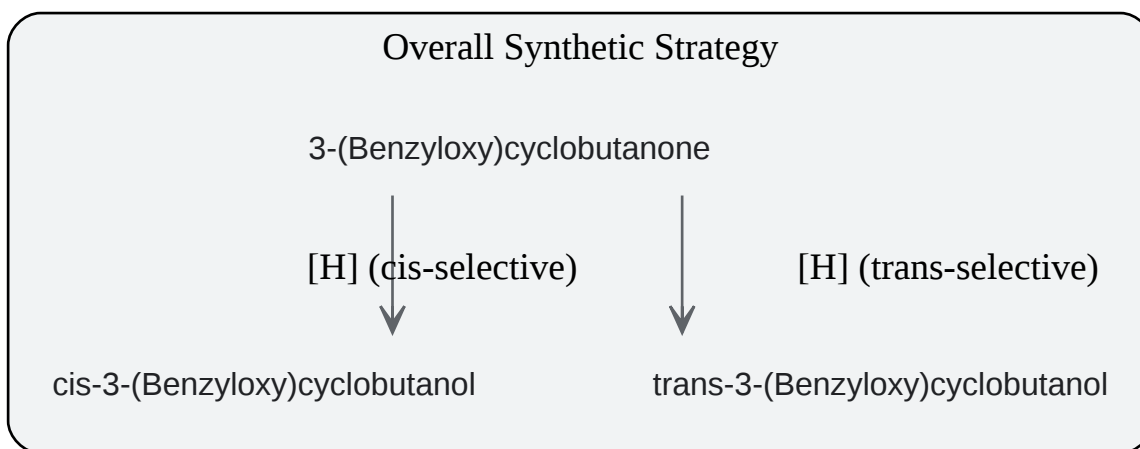 Overall Synthetic Strategy
3-(Benzyloxy)cyclobutanone
[H] (cis-selective) [H] (trans-selective)
cis-3-(Benzyloxy)cyclobutanol trans-3-(Benzyloxy)cyclobutanol